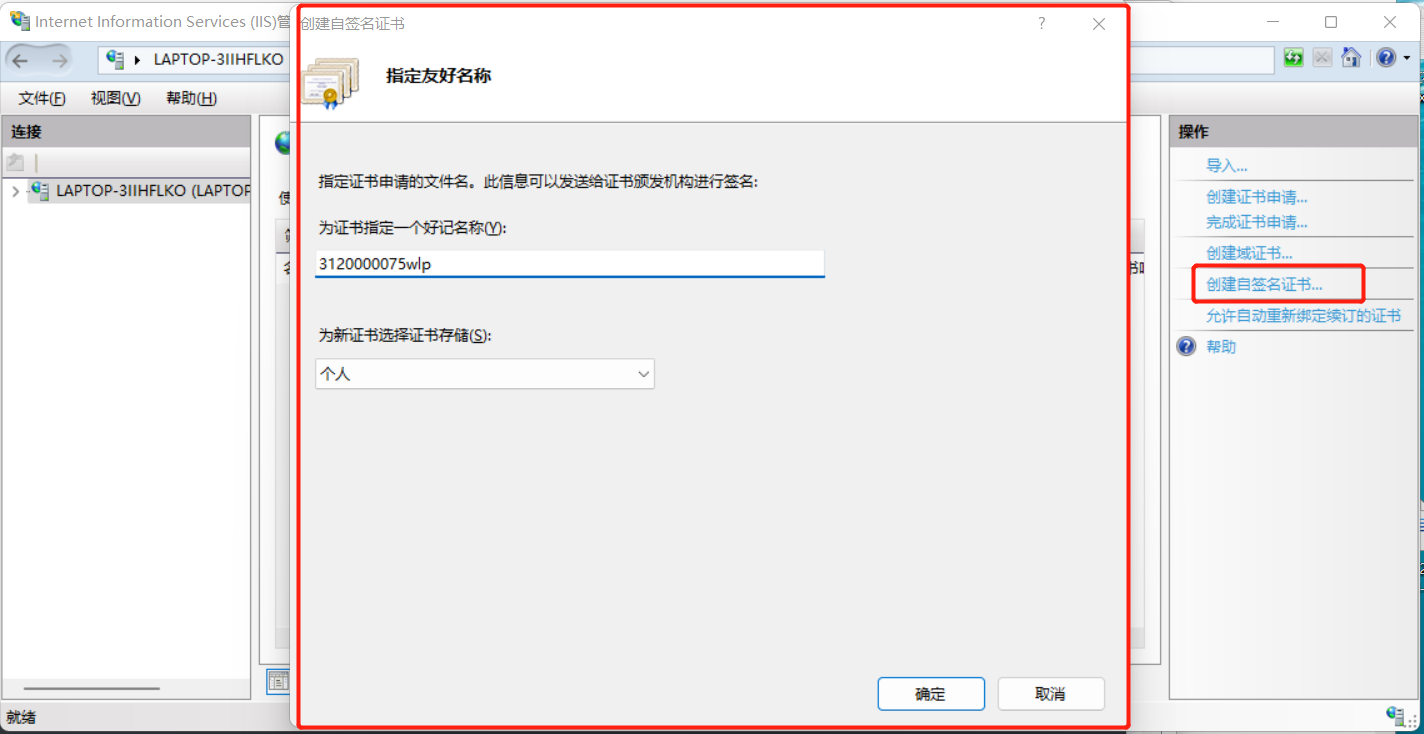 Internet Information Services (IIS)管
创建自签名证书
?
LAPTOP-3IIHFLKO
指定友好名称
文件(F) 视图(V) 帮助(H)
连接
操作
LAPTOP-3IIHFLKO (LAPTOP
指定证书申请的文件名。此信息可以发送给证书颁发机构进行签名:
为证书指定一个好记名称(Y):
3120000075wlp
为新证书选择证书存储(S):
个人
导入...
创建证书申请...
完成证书申请...
创建域证书...
创建自签名证书...
允许自动重新绑定续订的证书
帮助
确定
取消
就绪